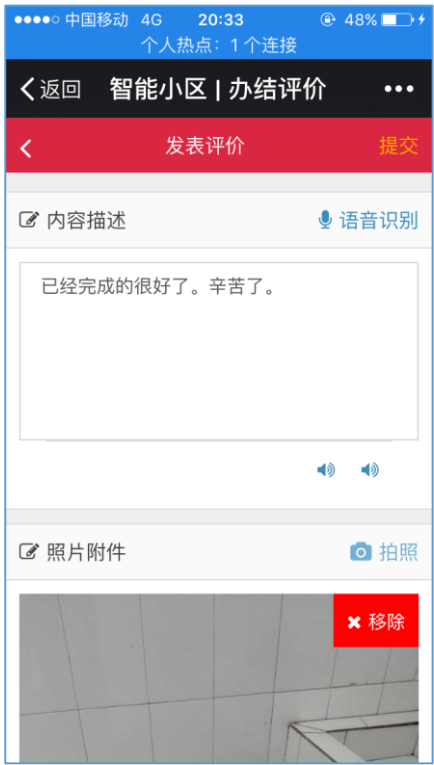 中国移动 4G 20:33 48%
个人热点：1 个连接
返回 智能小区 | 办结评价
发表评价 提交
内容描述 语音识别
已经完成的很好了。辛苦了。
照片附件 拍照
移除